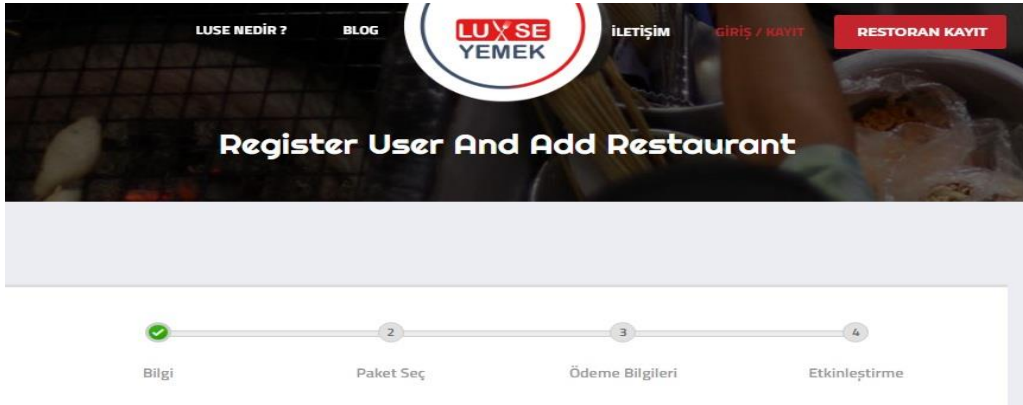 LUSE NEDİR ?
BLOG
LUXSE
YEMEK
İLETİŞİM
GİRİŞ / KAYIT
RESTORAN KAYIT
Register User And Add Restaurant
2
3
4
Bilgi
Paket Seç
Ödeme Bilgileri
Etkinleştirme